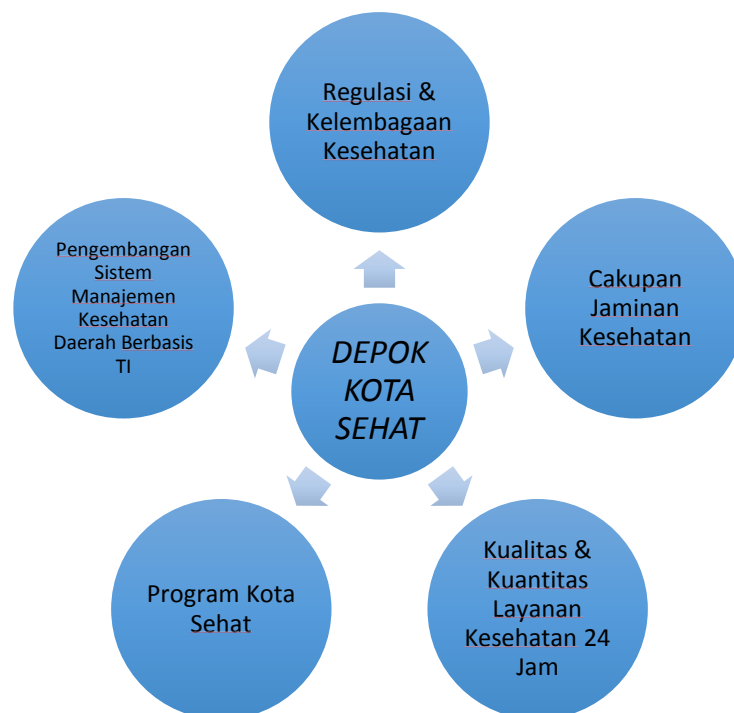 Regulasi &
Kelembagaan
Kesehatan
Cakupan
Jaminan
Kesehatan
Kualitas &
Kuantitas
Layanan
Kesehatan 24
Jam
Program Kota
Sehat
Pengembangan
Sistem
Manajemen
Kesehatan
Daerah Berbasis
TI
DEPOK
KOTA
SEHAT